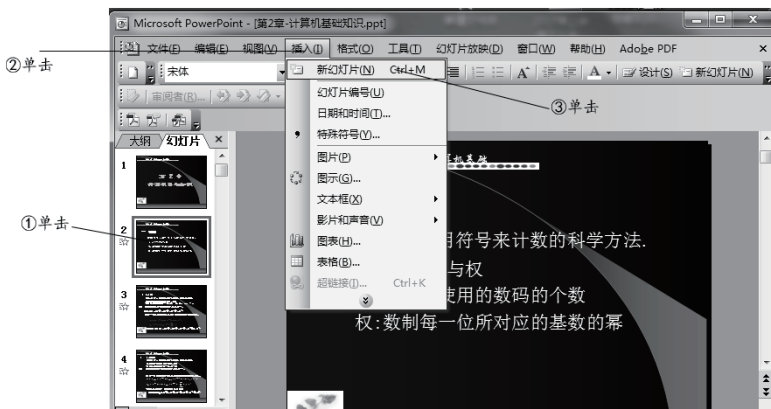 Microsoft PowerPoint - [第2章-计算机基础知识.ppt]
文件(F) 编辑(E) 视图(V) 插入(I) 格式(O) 工具(T) 幻灯片放映(D) 窗口(W) 帮助(H) Adobe PDF
②单击
宋体
设计(S) 新幻灯片(N)
新幻灯片(N) Ctrl+M
审阅者(R)...
幻灯片编号(U)
③单击
日期和时间(T)...
特殊符号(Y)...
大纲 幻灯片
图片(P)
图示(G)...
文本框(X)
影片和声音(V)
图表(H)...
表格(B)...
超链接(I)... Ctrl+K
1
2
①单击
3
4
用符号来计数的科学方法.
与权
使用的数码的个数
权:数制每一位所对应的基数的幂